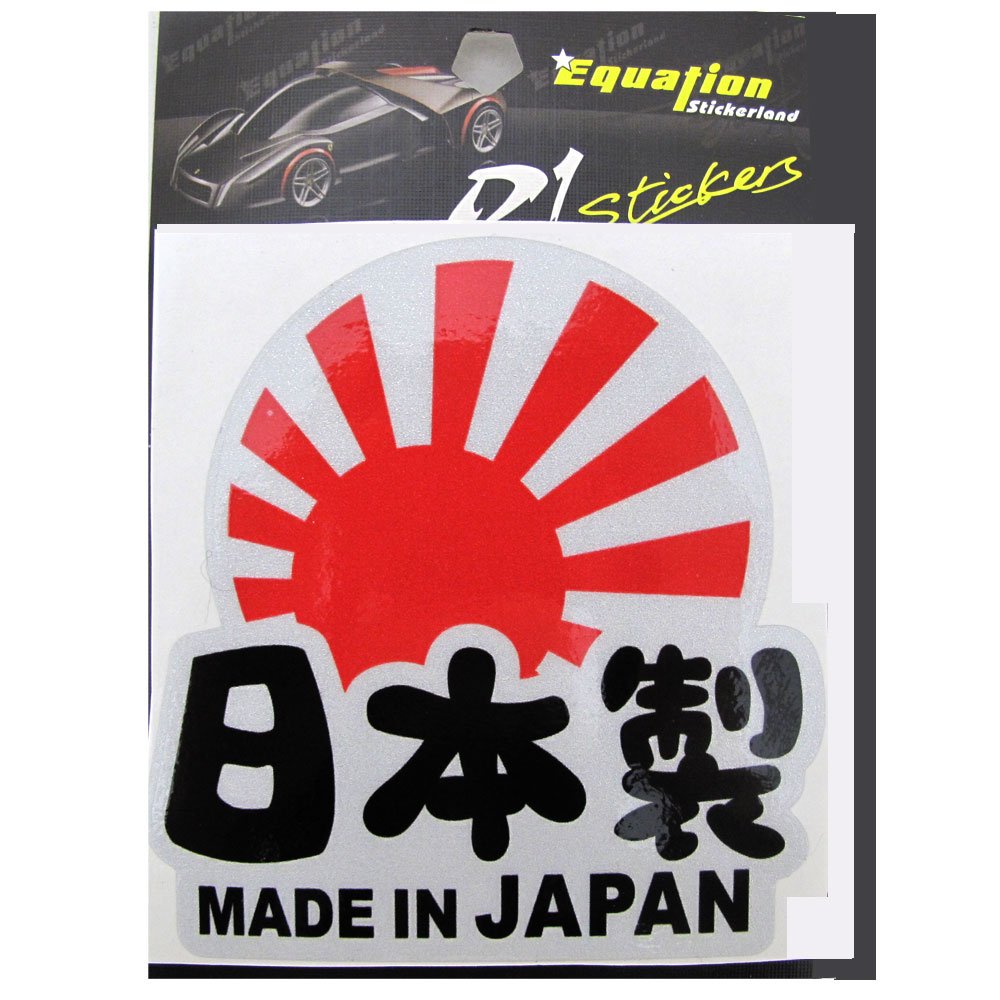 Equation
Stickerland
Stickers
日本製
MADE IN JAPAN